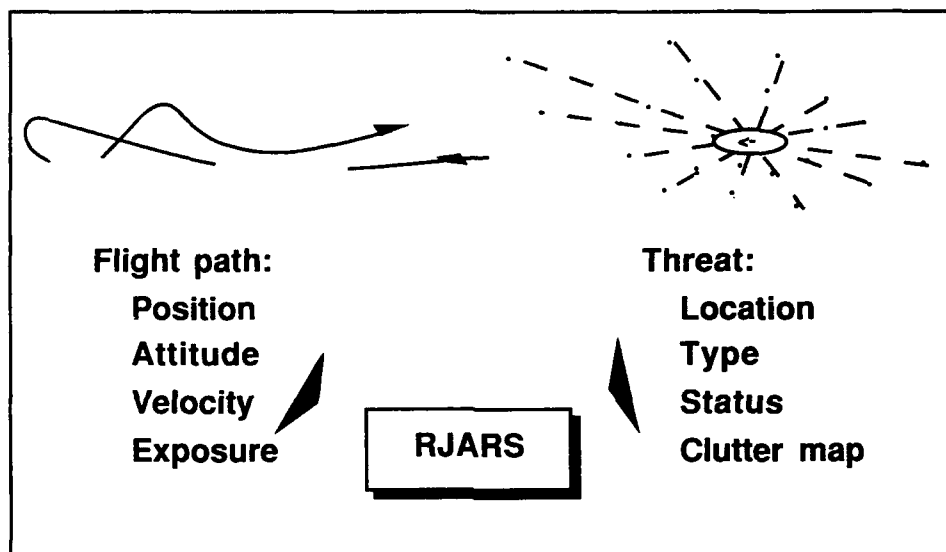 Flight path:
Position
Attitude
Velocity
Exposure
Threat:
Location
Type
Status
Clutter map
RJARS